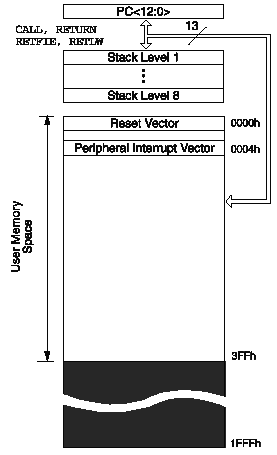 PC<12:0>
CALL, RETURN
RETFIE, RETLW
13
Stack Level 1
Stack Level 8
Reset Vector
0000h
Peripheral Interrupt Vector
0004h
User Memory
Space
3FFh
1FFFh